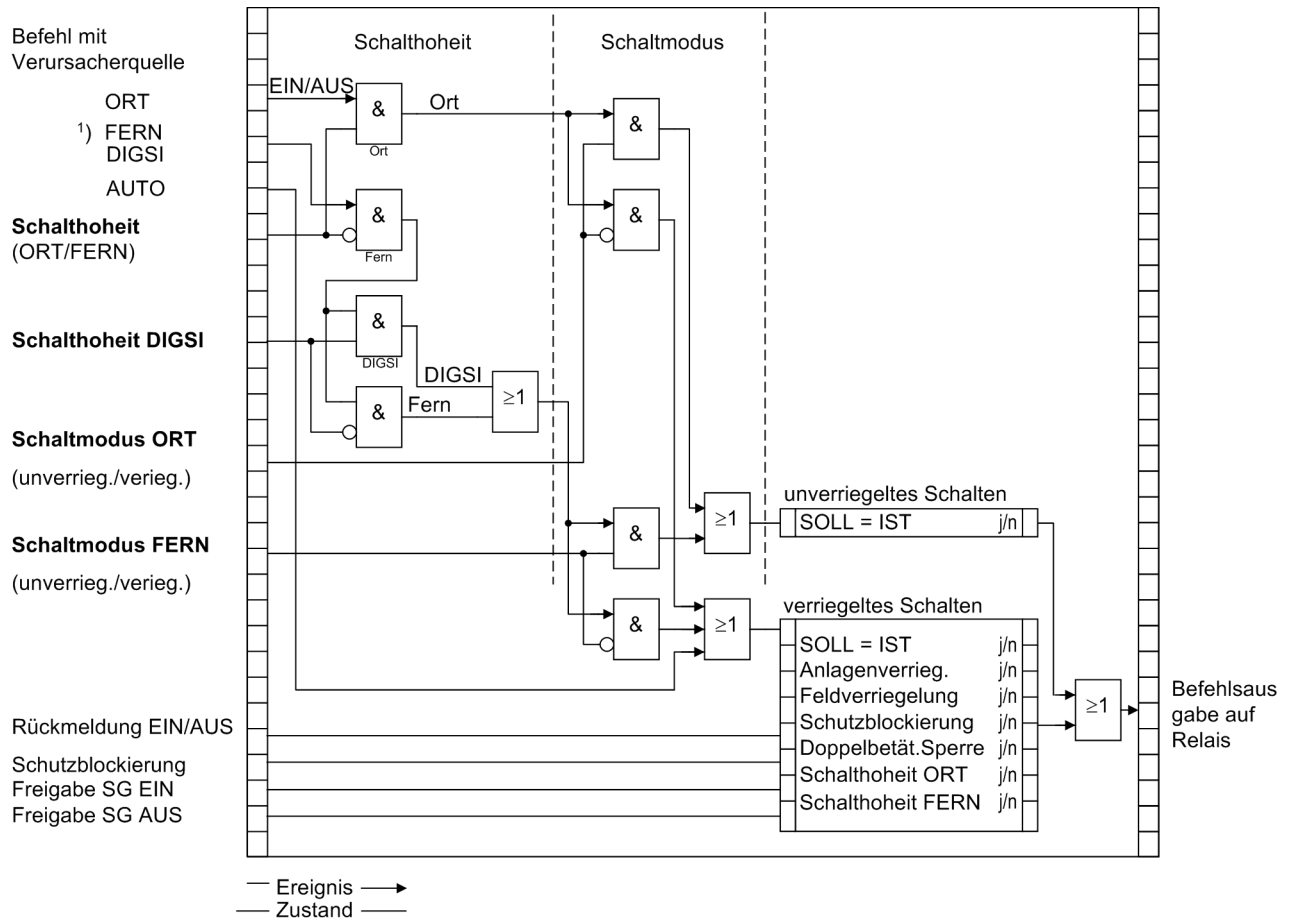 Befehl mit
Verursacherquelle
ORT
1) FERN
DIGSI
AUTO
Schalthoheit
(ORT/FERN)
Schalthoheit DIGSI
Schaltmodus ORT
(unverrieg./verieg.)
Schaltmodus FERN
(unverrieg./verieg.)
Rückmeldung EIN/AUS
Schutzblockierung
Freigabe SG EIN
Freigabe SG AUS
Schalthoheit
Schaltmodus
EIN/AUS
&
Ort
Ort
&
Fern
&
DIGSI
DIGSI
&
Fern
≥1
&
&
&
≥1
&
≥1
unverriegeltes Schalten
SOLL = IST j/n
verriegeltes Schalten
SOLL = IST j/n
Anlagenverrieg. j/n
Feldverriegelung j/n
Schutzblockierung j/n
Doppelbetät.Sperre j/n
Schalthoheit ORT j/n
Schalthoheit FERN j/n
≥1
Befehlsaus
gabe auf
Relais
Ereignis
Zustand